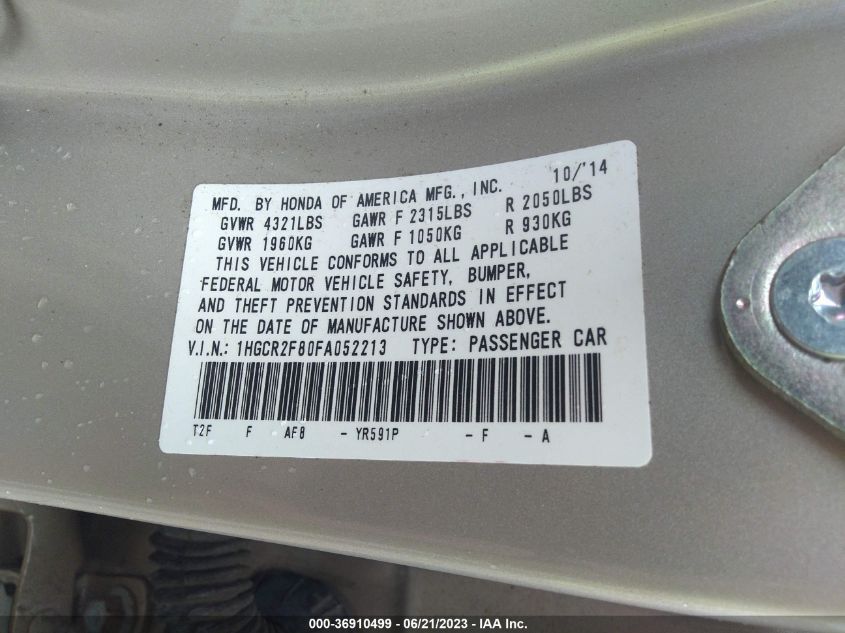 MFD. BY HONDA OF AMERICA MFG., INC. 10/'14
GVWR 4321LBS GAWR F 2315LBS R 2050LBS
GVWR 1960KG GAWR F 1050KG R 930KG
THIS VEHICLE CONFORMS TO ALL APPLICABLE
FEDERAL MOTOR VEHICLE SAFETY, BUMPER,
AND THEFT PREVENTION STANDARDS IN EFFECT
ON THE DATE OF MANUFACTURE SHOWN ABOVE.
V.I.N.: 1HGCR2F80FA052213 TYPE: PASSENGER CAR
T2F F AF8 - YR591P - F - A
000-36910499 - 06/21/2023 - IAA Inc.